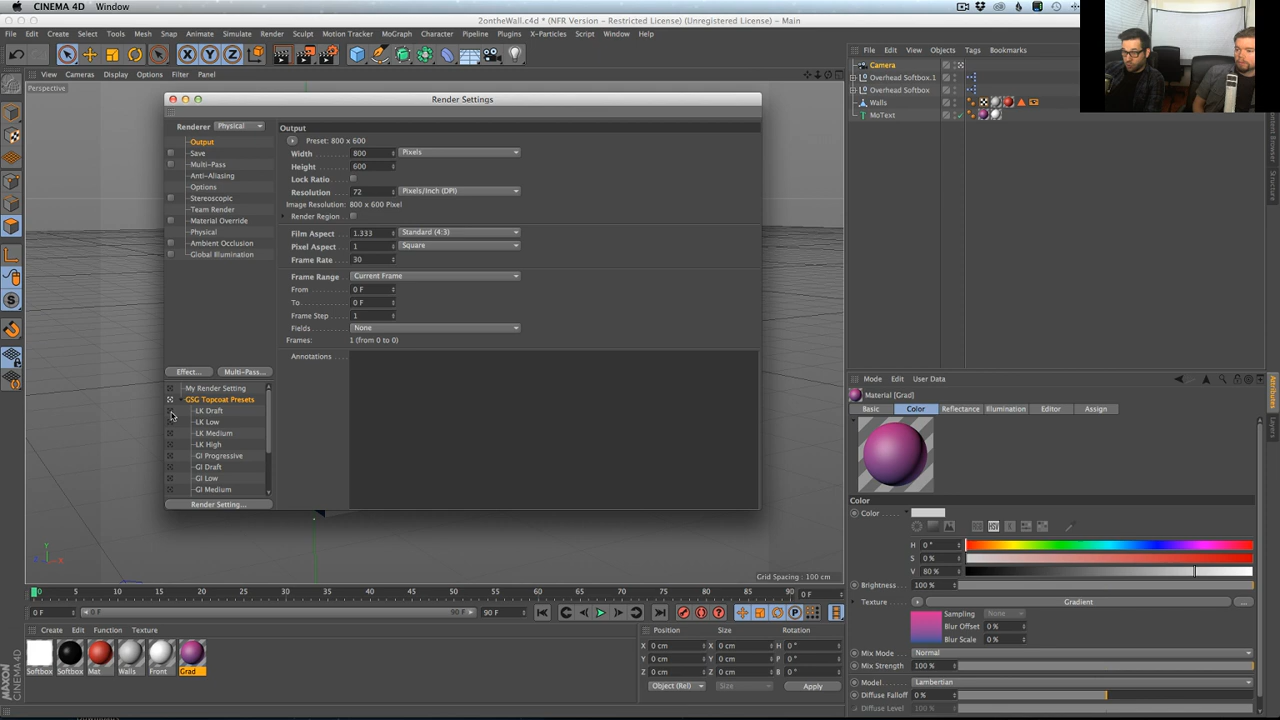 CINEMA 4D Window
2ontheWall.c4d * (NFR Version - Restricted License) (Unregistered License) - Main
File Edit Create Select Tools Mesh Snap Animate Simulate Render Sculpt Motion Tracker MoGraph Character Pipeline Plugins X-Particles Script Window Help
X Y Z
View Cameras Display Options Filter Panel
Perspective
File Edit View Objects Tags Bookmarks
Camera
Overhead Softbox.1
Overhead Softbox
Walls
MoText
Content Browser
Structure
Render Settings
Renderer Physical
Output
Save
Multi-Pass
Anti-Aliasing
Options
Stereoscopic
Team Render
Material Override
Physical
Ambient Occlusion
Global Illumination
Effect... Multi-Pass...
My Render Setting
GSG Topcoat Presets
LK Draft
LK Low
LK Medium
LK High
GI Progressive
GI Draft
GI Low
GI Medium
Render Setting...
Output
Preset: 800 x 600
Width 800 Pixels
Height 600
Lock Ratio
Resolution 72 Pixels/Inch (DPI)
Image Resolution: 800 x 600 Pixel
Render Region
Film Aspect 1.333 Standard (4:3)
Pixel Aspect 1 Square
Frame Rate 30
Frame Range Current Frame
From 0 F
To 0 F
Frame Step 1
Fields None
Frames: 1 (from 0 to 0)
Annotations
Grid Spacing : 100 cm
Mode Edit User Data
Material [Grad]
Basic Color Reflectance Illumination Editor Assign
Attributes
Layers
Color
Color
H 0 °
S 0 %
V 80 %
Brightness 100 %
Texture Gradient ...
Sampling None
Blur Offset 0 %
Blur Scale 0 %
Mix Mode Normal
Mix Strength 100 %
Model Lambertian
Diffuse Falloff 0 %
Diffuse Level 100 %
0 5 10 15 20 25 30 35 40 45 50 55 60 65 70 75 80 85 90 0 F
0 F 0 F 90 F 90 F
Create Edit Function Texture
Softbox Softbox Mat Walls Front Grad
Position Size Rotation
X 0 cm X 0 cm H 0 °
Y 0 cm Y 0 cm P 0 °
Z 0 cm Z 0 cm B 0 °
Object (Rel) Size Apply
MAXON
CINEMA 4D